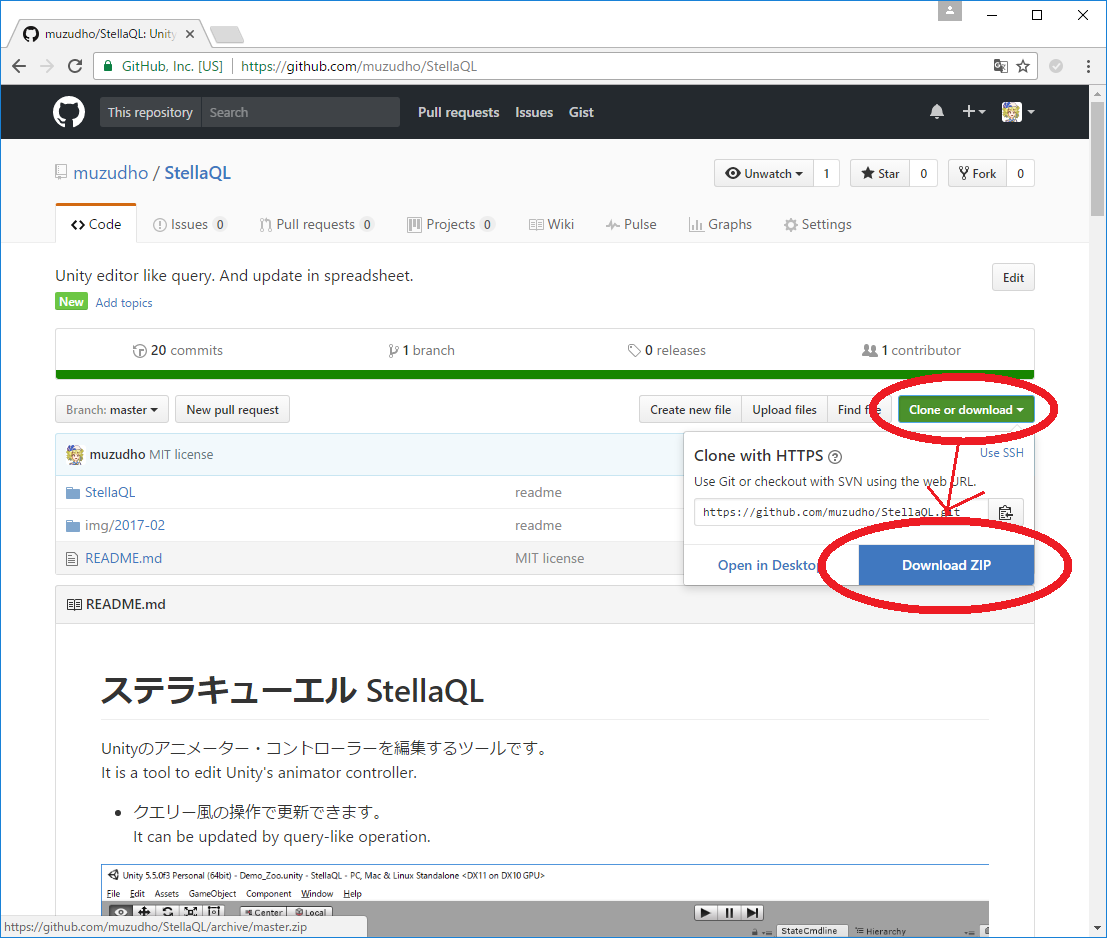 muzudho/StellaQL: Unity
GitHub, Inc. [US] https://github.com/muzudho/StellaQL
This repository Search Pull requests Issues Gist
muzudho / StellaQL Unwatch 1 Star 0 Fork 0
Code Issues 0 Pull requests 0 Projects 0 Wiki Pulse Graphs Settings
Unity editor like query. And update in spreadsheet. Edit
New Add topics
20 commits 1 branch 0 releases 1 contributor
Branch: master New pull request Create new file Upload files Find file Clone or download
muzudho MIT license
StellaQL readme
img/2017-02 readme
README.md MIT license
Clone with HTTPS Use SSH
Use Git or checkout with SVN using the web URL.
https://github.com/muzudho/StellaQL.git
Open in Desktop Download ZIP
README.md
ステラキューエル StellaQL
Unityのアニメーター・コントローラーを編集するツールです。
It is a tool to edit Unity's animator controller.
クエリー風の操作で更新できます。
It can be updated by query-like operation.
Unity 5.5.0f3 Personal (64bit) - Demo_Zoo.unity - StellaQL - PC, Mac & Linux Standalone <DX11 on DX10 GPU>
File Edit Assets GameObject Component Window Help
Center Local
StateCmdline Hierarchy
https://github.com/muzudho/StellaQL/archive/master.zip